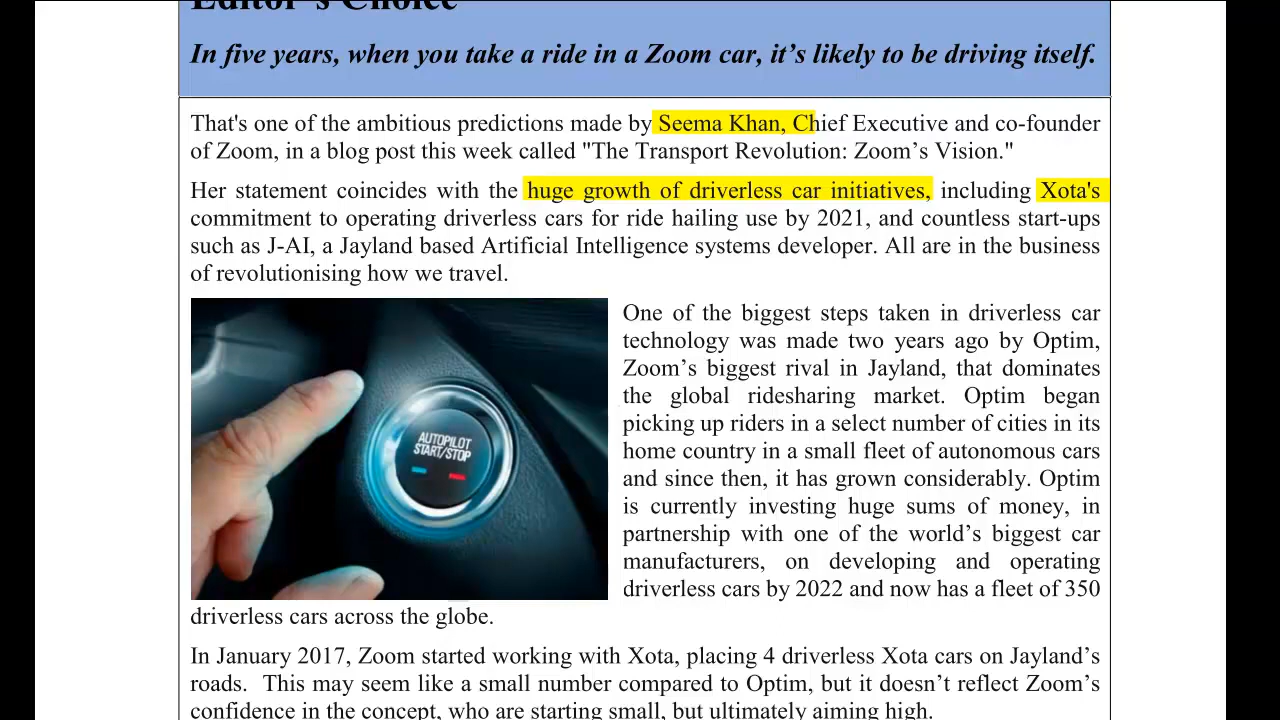 Editor's Choice
In five years, when you take a ride in a Zoom car, it’s likely to be driving itself.
That's one of the ambitious predictions made by Seema Khan, Chief Executive and co-founder
of Zoom, in a blog post this week called "The Transport Revolution: Zoom’s Vision."
Her statement coincides with the huge growth of driverless car initiatives, including Xota's
commitment to operating driverless cars for ride hailing use by 2021, and countless start-ups
such as J-AI, a Jayland based Artificial Intelligence systems developer. All are in the business
of revolutionising how we travel.
AUTOPILOT
START/STOP
One of the biggest steps taken in driverless car
technology was made two years ago by Optim,
Zoom’s biggest rival in Jayland, that dominates
the global ridesharing market. Optim began
picking up riders in a select number of cities in its
home country in a small fleet of autonomous cars
and since then, it has grown considerably. Optim
is currently investing huge sums of money, in
partnership with one of the world’s biggest car
manufacturers, on developing and operating
driverless cars by 2022 and now has a fleet of 350
driverless cars across the globe.
In January 2017, Zoom started working with Xota, placing 4 driverless Xota cars on Jayland’s
roads. This may seem like a small number compared to Optim, but it doesn’t reflect Zoom’s
confidence in the concept, who are starting small, but ultimately aiming high.